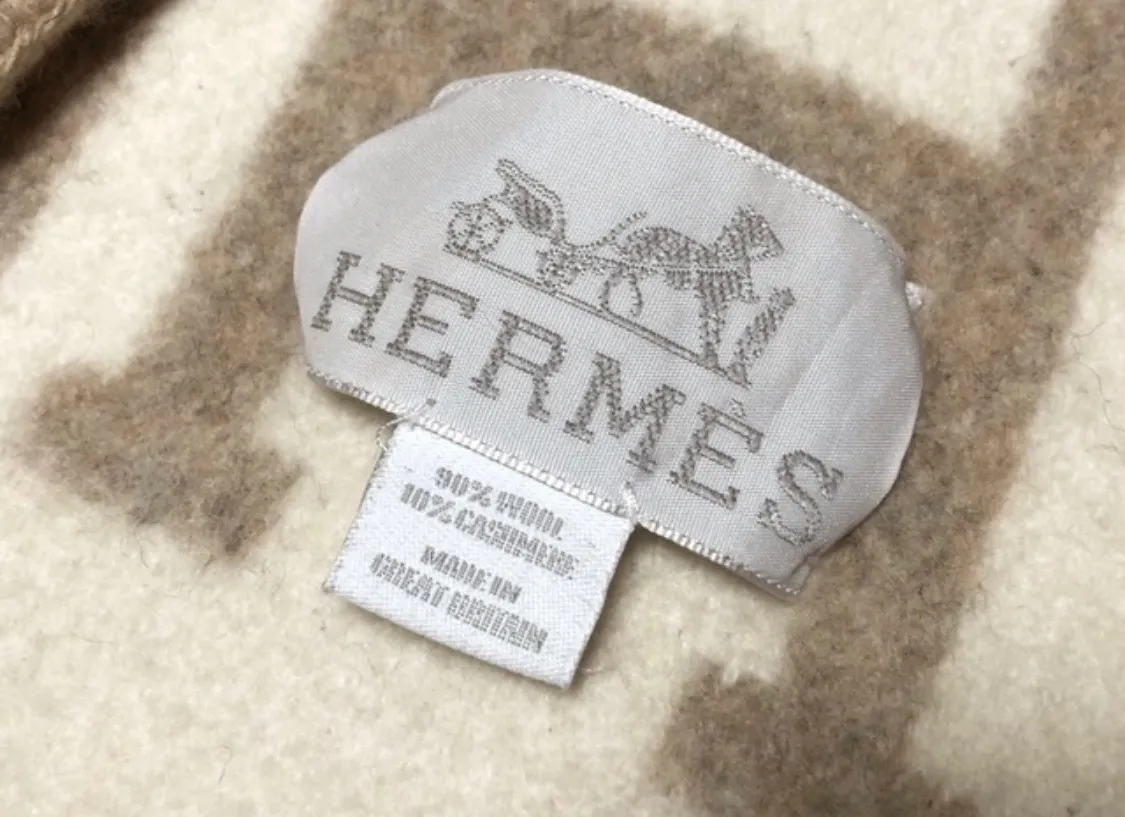 HERMÈS
90% WOOL
10% CASHMERE
MADE IN
GREAT BRITAIN